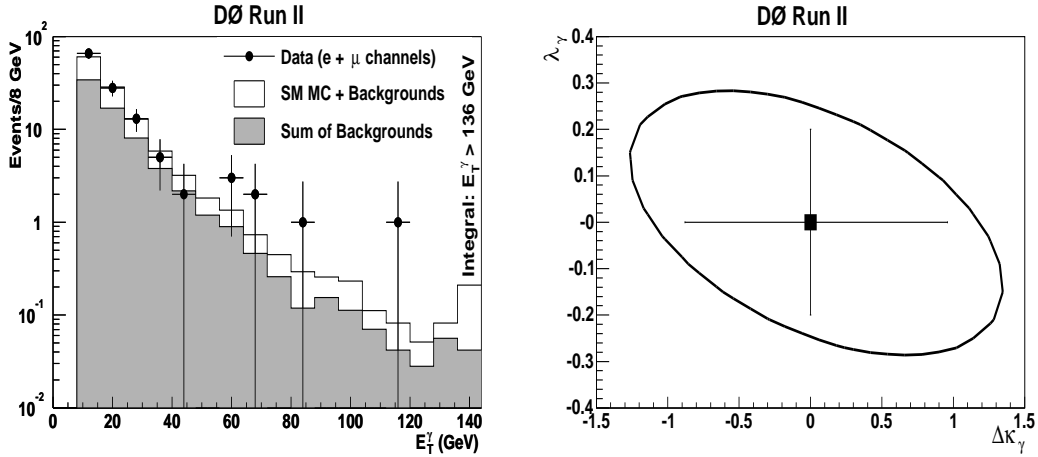 DØ Run II
Events/8 GeV
10²
10
1
10⁻¹
10⁻²
Data (e + μ channels)
SM MC + Backgrounds
Sum of Backgrounds
Integral: E_T^γ > 136 GeV
0 20 40 60 80 100 120 140
E_T^γ (GeV)
DØ Run II
λ_γ
0.4
0.3
0.2
0.1
-0
-0.1
-0.2
-0.3
-0.4
-1.5 -1 -0.5 0 0.5 1 1.5
Δκ_γ